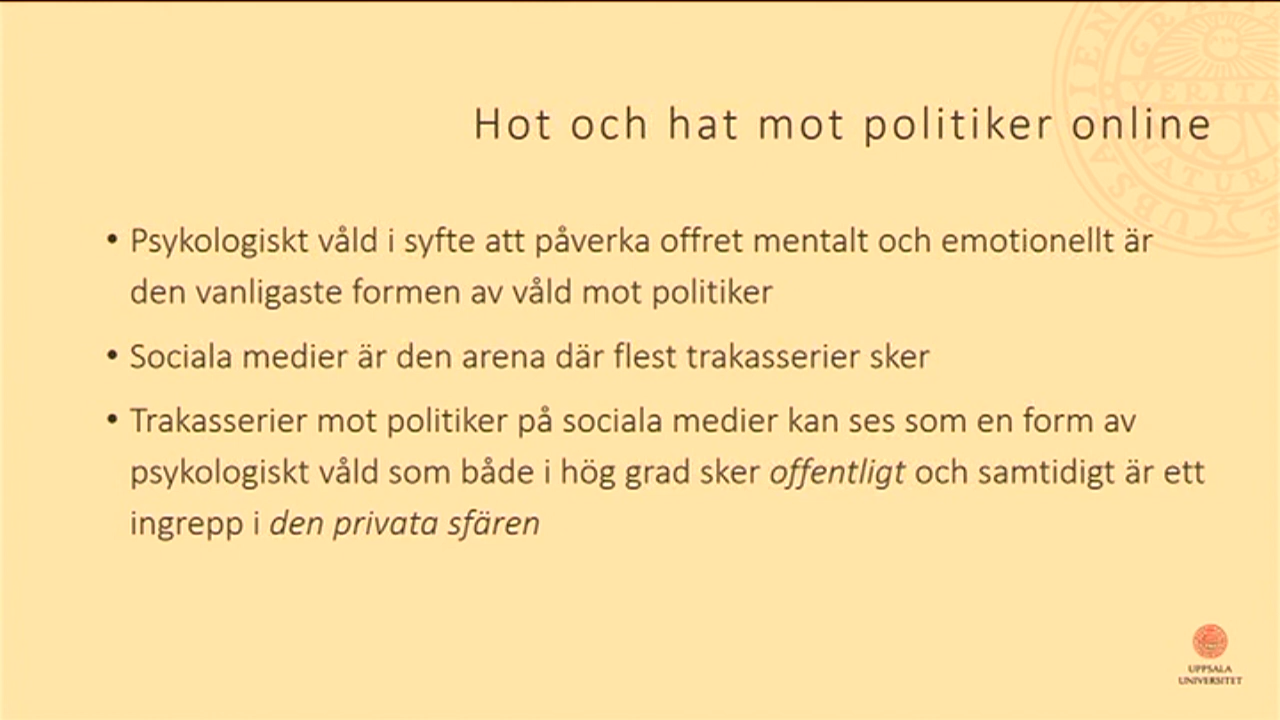 Hot och hat mot politiker online
• Psykologiskt våld i syfte att påverka offret mentalt och emotionellt är
den vanligaste formen av våld mot politiker
• Sociala medier är den arena där flest trakasserier sker
• Trakasserier mot politiker på sociala medier kan ses som en form av
psykologiskt våld som både i hög grad sker offentligt och samtidigt är ett
ingrepp i den privata sfären
UPPSALA
UNIVERSITET